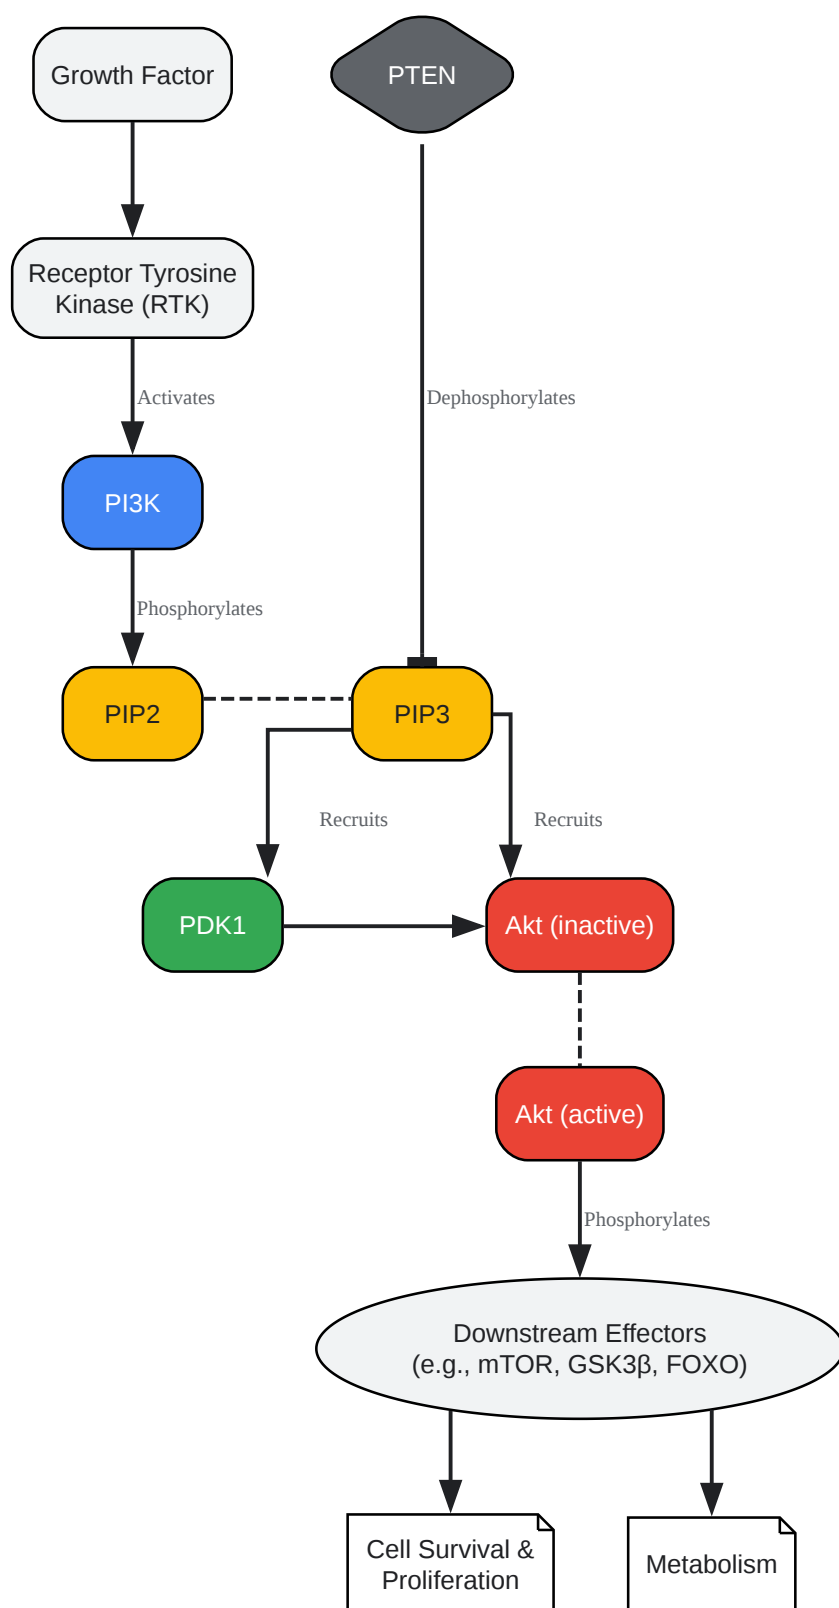 Growth Factor
PTEN
Receptor Tyrosine
Kinase (RTK)
Activates
Dephosphorylates
PI3K
Phosphorylates
PIP2
PIP3
Recruits
Recruits
PDK1
Akt (inactive)
Akt (active)
Phosphorylates
Downstream Effectors
(e.g., mTOR, GSK3β, FOXO)
Cell Survival &
Proliferation
Metabolism